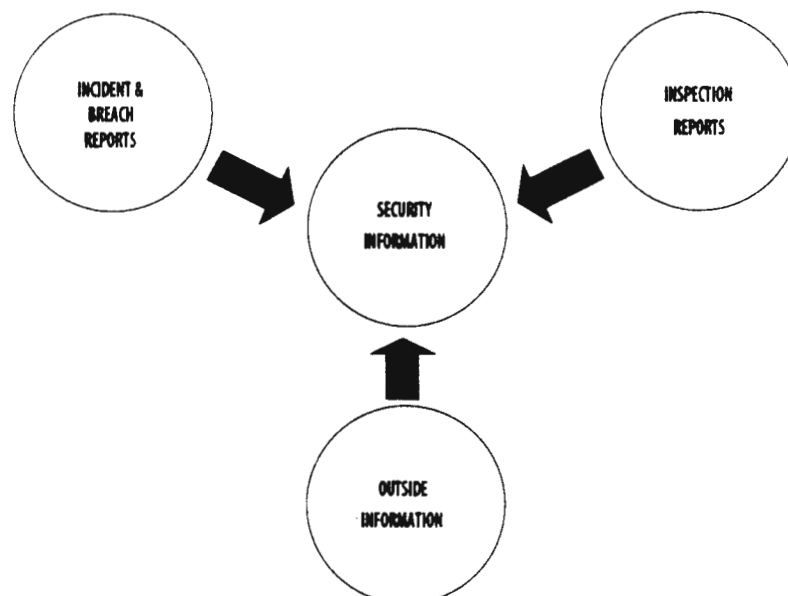 INCIDENT &
BREACH
REPORTS
INSPECTION
REPORTS
SECURITY
INFORMATION
OUTSIDE
INFORMATION